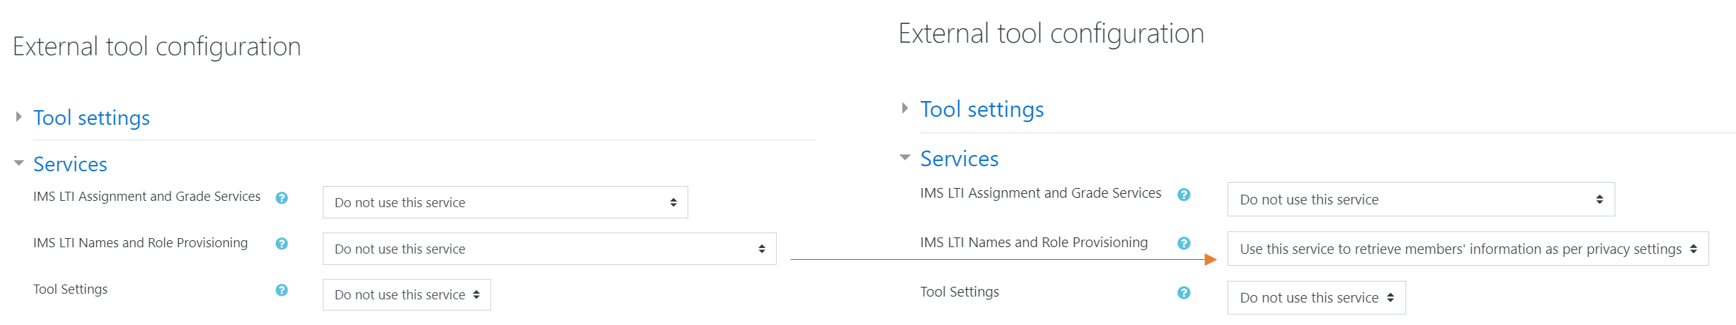 External tool configuration
Tool settings
Services
IMS LTI Assignment and Grade Services ? Do not use this service
IMS LTI Names and Role Provisioning ? Do not use this service
Tool Settings ? Do not use this service
External tool configuration
Tool settings
Services
IMS LTI Assignment and Grade Services ? Do not use this service
IMS LTI Names and Role Provisioning ? Use this service to retrieve members' information as per privacy settings
Tool Settings ? Do not use this service